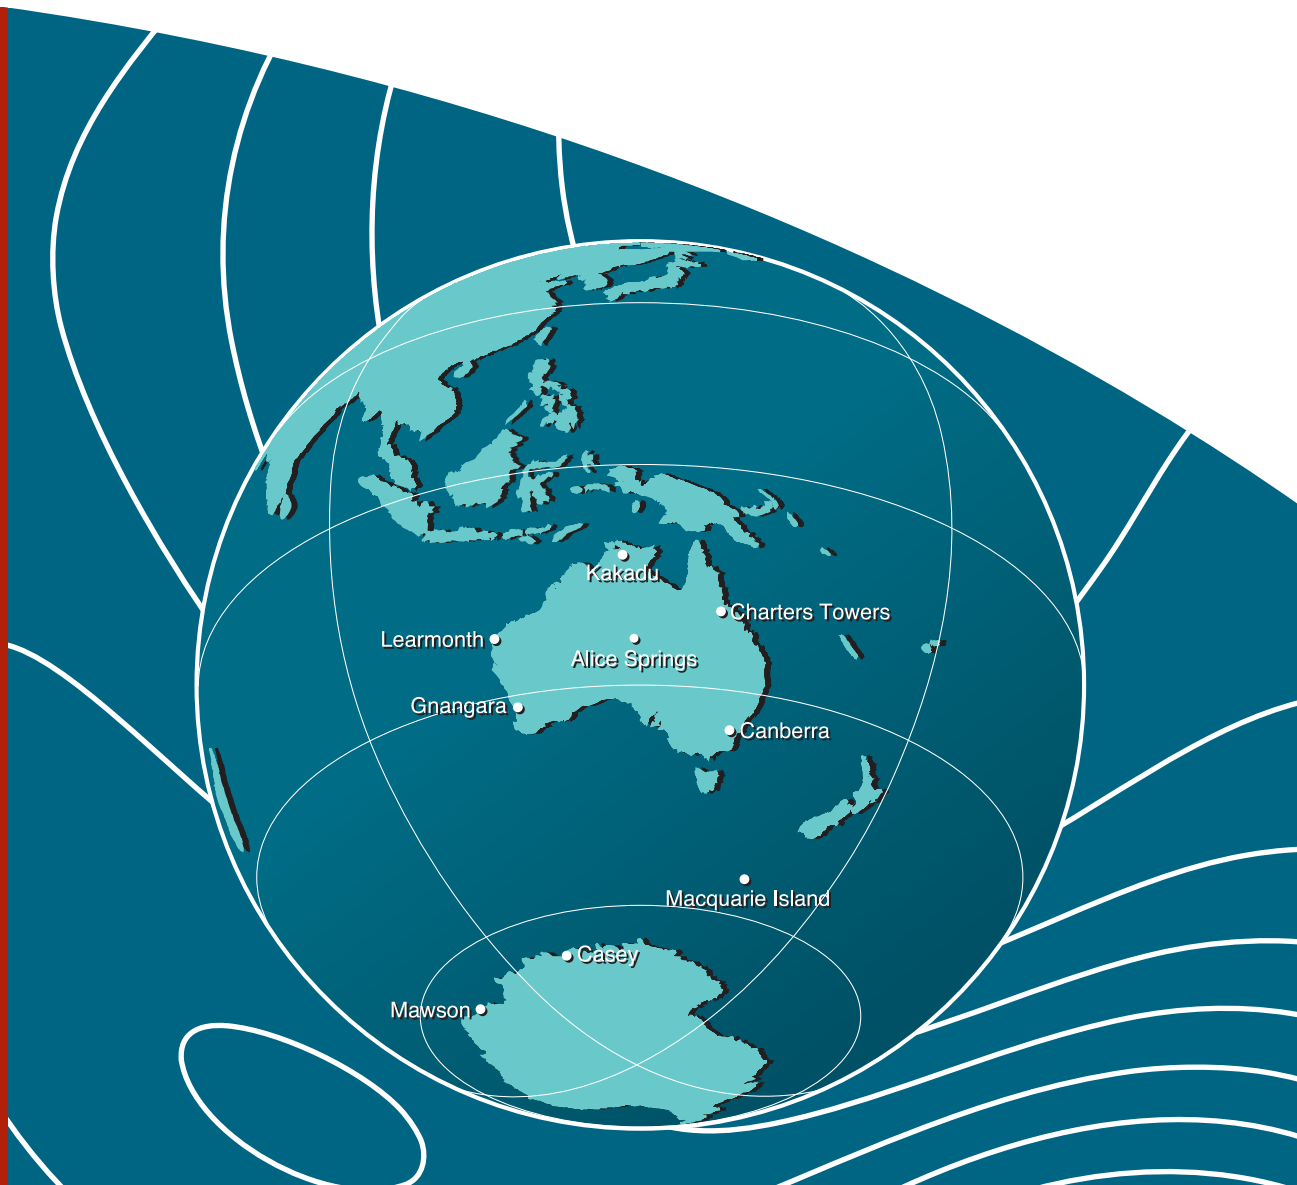 Kakadu
Charters Towers
Learmonth
Alice Springs
Gnangara
Canberra
Macquarie Island
Casey
Mawson